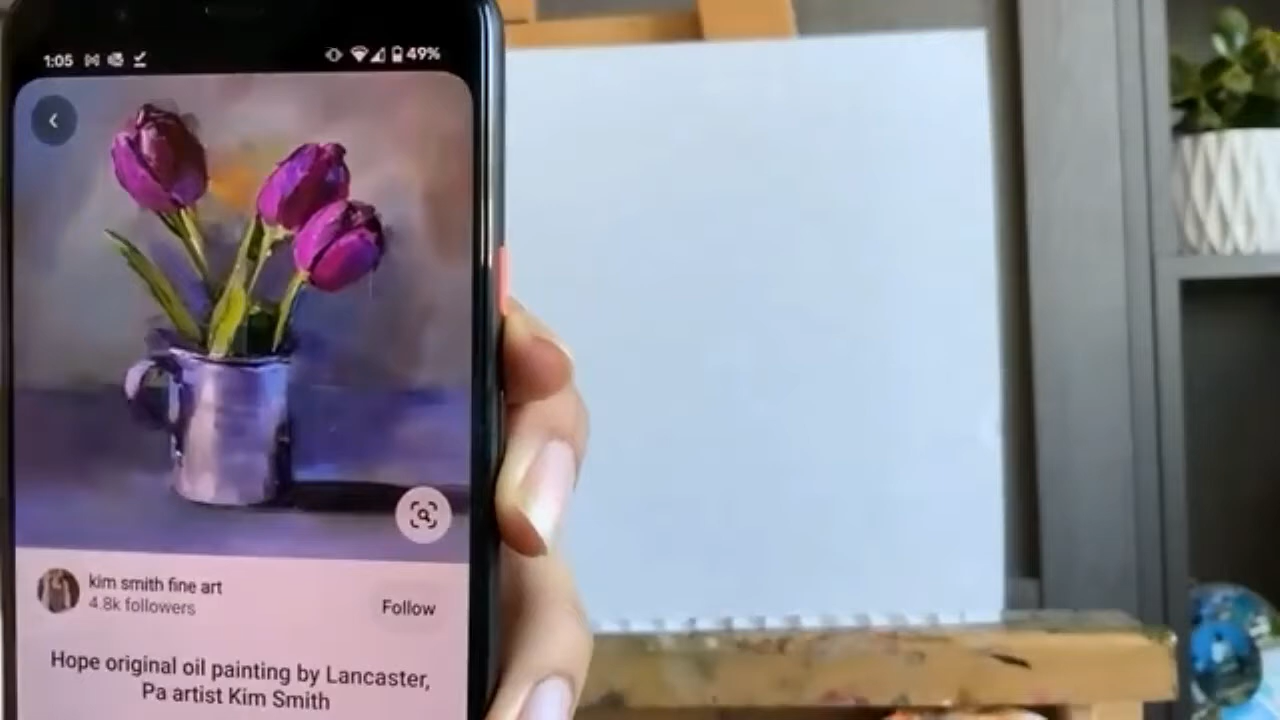 1:05 49%
kim smith fine art
4.8k followers
Follow
Hope original oil painting by Lancaster,
Pa artist Kim Smith